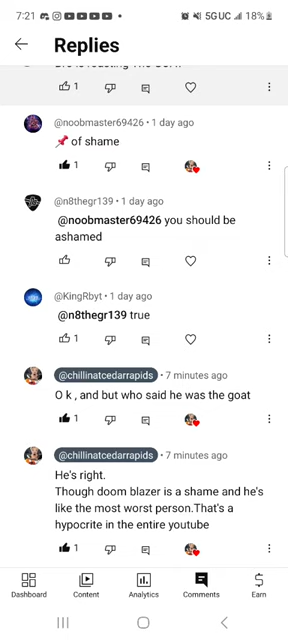 7:21
5G UC 18%
Replies
1
@noobmaster69426 • 1 day ago
📌 of shame
1
@n8thegr139 • 1 day ago
@noobmaster69426 you should be
ashamed
@KingRbyt • 1 day ago
@n8thegr139 true
1
@chillinatcedarrapids • 7 minutes ago
O k , and but who said he was the goat
1
@chillinatcedarrapids • 7 minutes ago
He's right.
Though doom blazer is a shame and he's
like the most worst person.That's a
hypocrite in the entire youtube
1
Dashboard Content Analytics Comments Earn